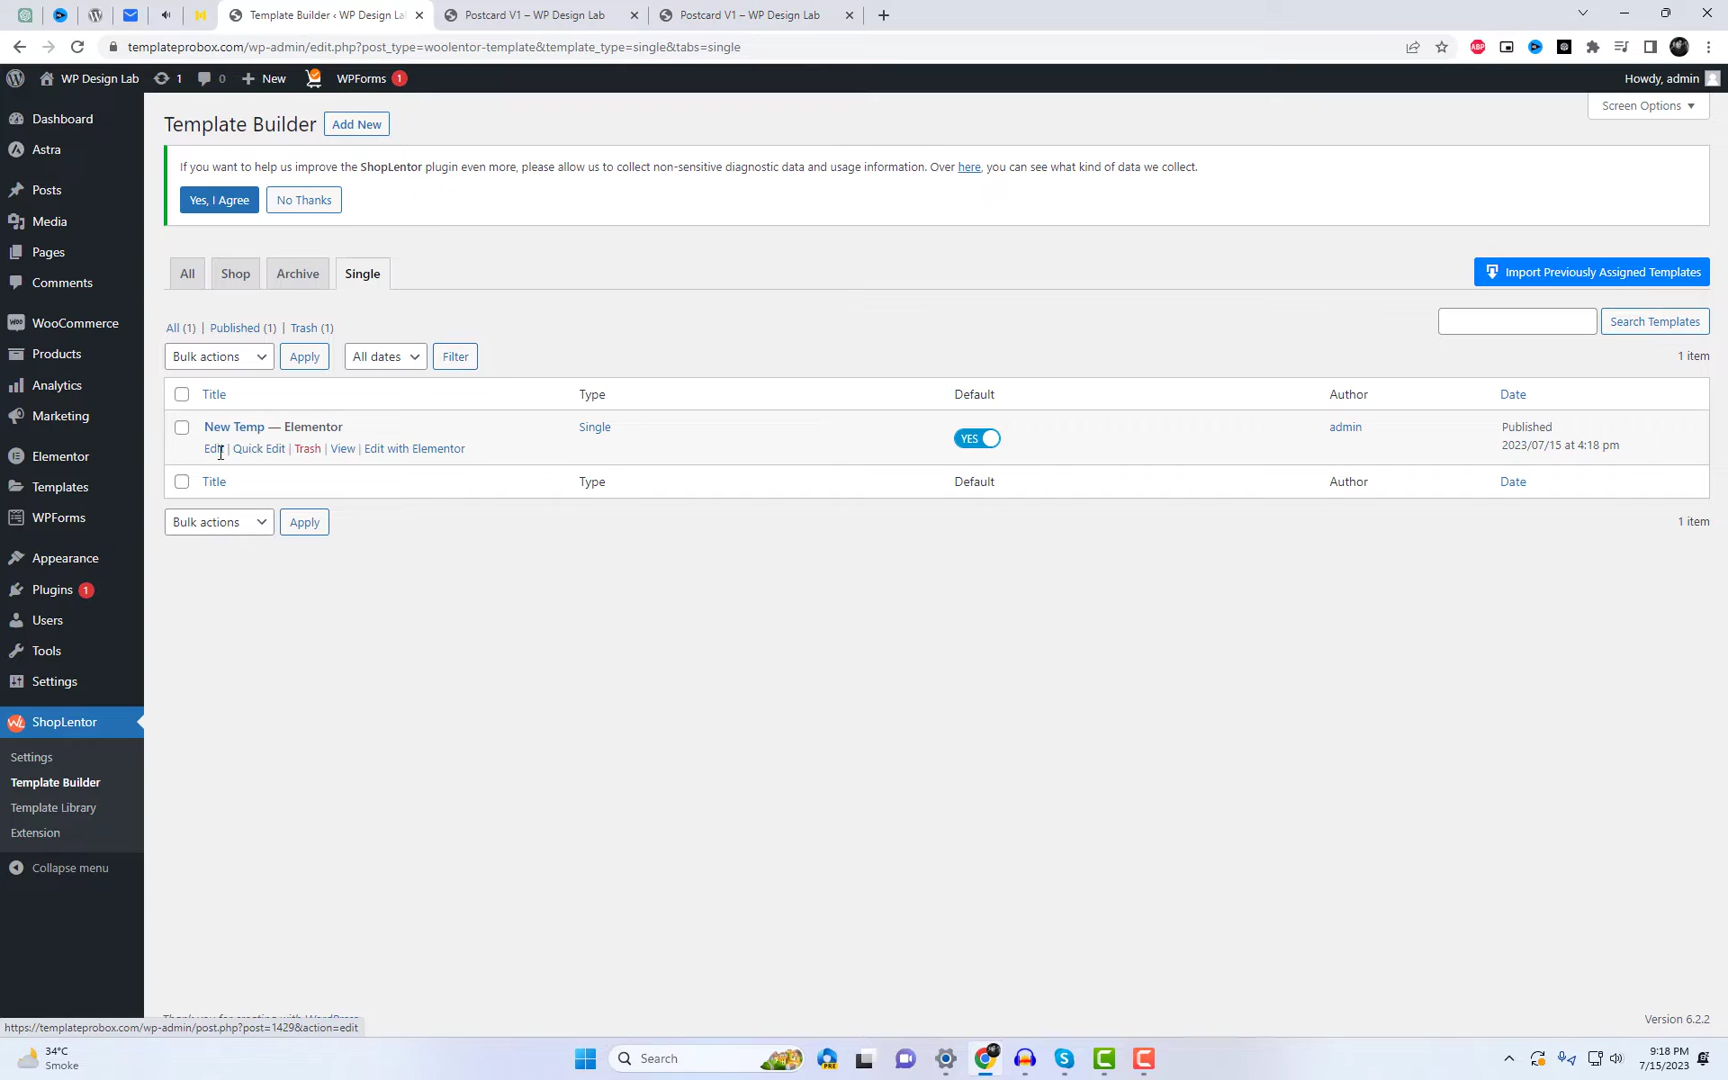 Template Builder ‹ WP Design La
Postcard V1 – WP Design Lab
Postcard V1 – WP Design Lab
templateprobox.com/wp-admin/edit.php?post_type=woolentor-template&template_type=single&tabs=single
ABP
WP Design Lab
1
0
New
WPForms
1
Howdy, admin
Screen Options
Dashboard
Astra
Posts
Media
Pages
Comments
WooCommerce
Products
Analytics
Marketing
Elementor
Templates
WPForms
Appearance
Plugins 1
Users
Tools
Settings
ShopLentor
Settings
Template Builder
Template Library
Extension
Collapse menu
Template Builder
Add New
If you want to help us improve the ShopLentor plugin even more, please allow us to collect non-sensitive diagnostic data and usage information. Over here, you can see what kind of data we collect.
Yes, I Agree
No Thanks
All
Shop
Archive
Single
Import Previously Assigned Templates
All (1) | Published (1) | Trash (1)
Search Templates
Bulk actions
Apply
All dates
Filter
1 item
Title
Type
Default
Author
Date
New Temp — Elementor
Single
YES
admin
Published
2023/07/15 at 4:18 pm
Edit | Quick Edit | Trash | View | Edit with Elementor
Title
Type
Default
Author
Date
Bulk actions
Apply
1 item
Thank you for creating with WordPress
Version 6.2.2
https://templateprobox.com/wp-admin/post.php?post=1429&action=edit
34°C
Smoke
Search
PRE
9:18 PM
7/15/2023